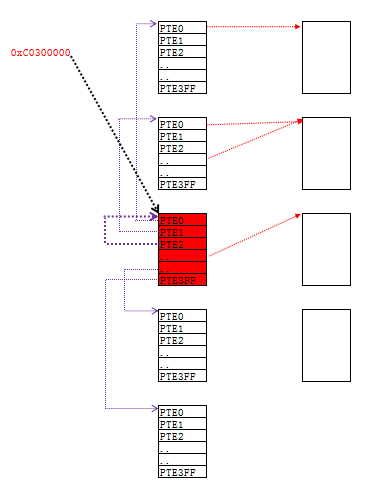 PTE0
PTE1
PTE2
..
..
PTE3FF
0xC0300000
PTE0
PTE1
PTE2
..
..
PTE3FF
PTE0
PTE1
PTE2
..
..
PTE3FF
PTE0
PTE1
PTE2
..
..
PTE3FF
PTE0
PTE1
PTE2
..
..
PTE3FF